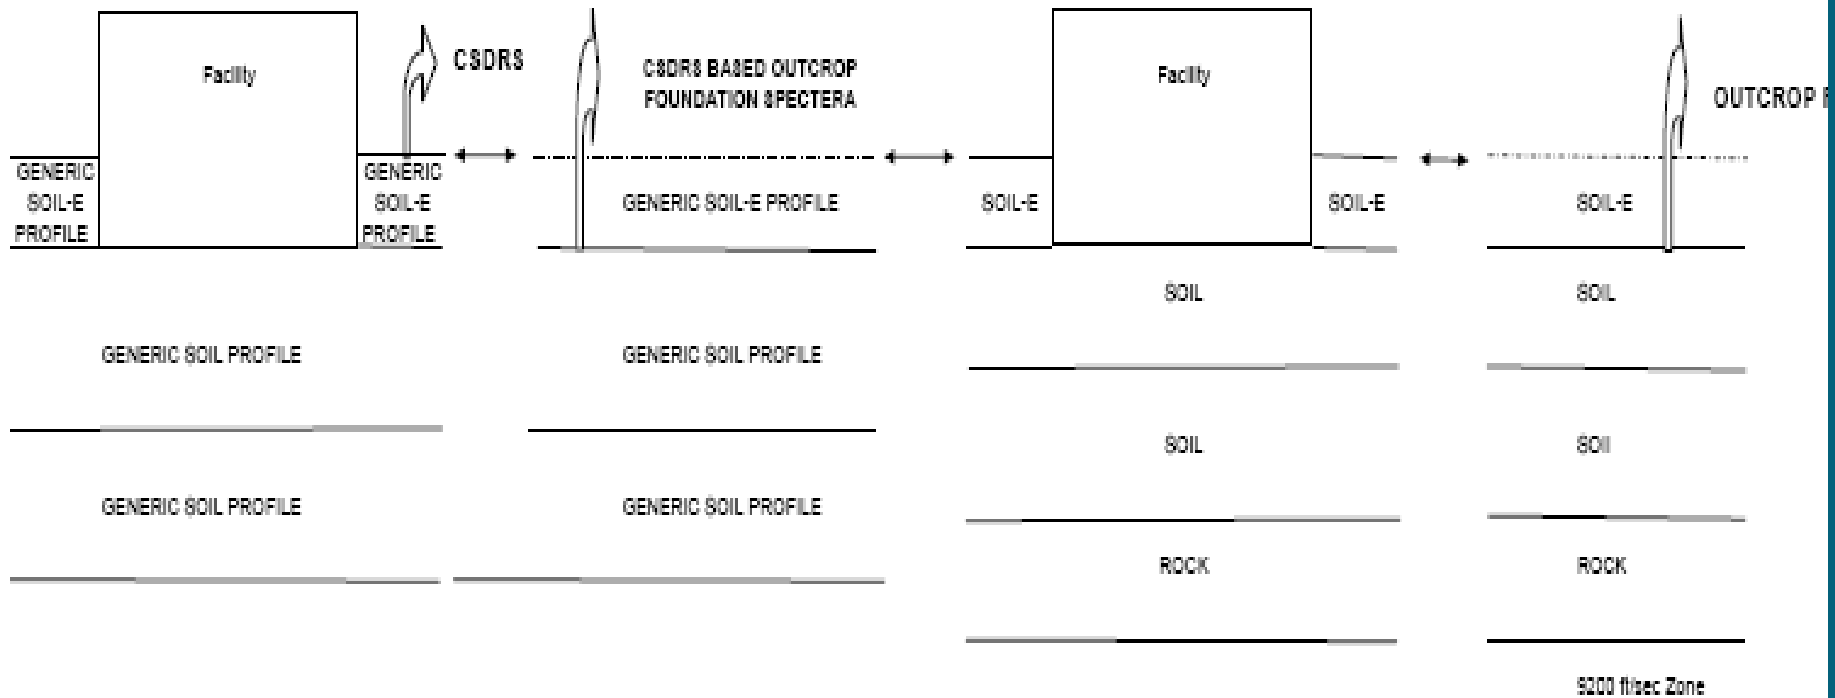 Facility
CSDRS
CSDRS BASED OUTCROP
FOUNDATION SPECTERA
Facility
OUTCROP
GENERIC
SOIL-E
PROFILE
GENERIC
SOIL-E
PROFILE
GENERIC SOIL-E PROFILE
SOIL-E
SOIL-E
SOIL-E
SOIL
SOIL
GENERIC SOIL PROFILE
GENERIC SOIL PROFILE
SOIL
SOIl
GENERIC SOIL PROFILE
GENERIC SOIL PROFILE
ROCK
ROCK
ft/sec Zone